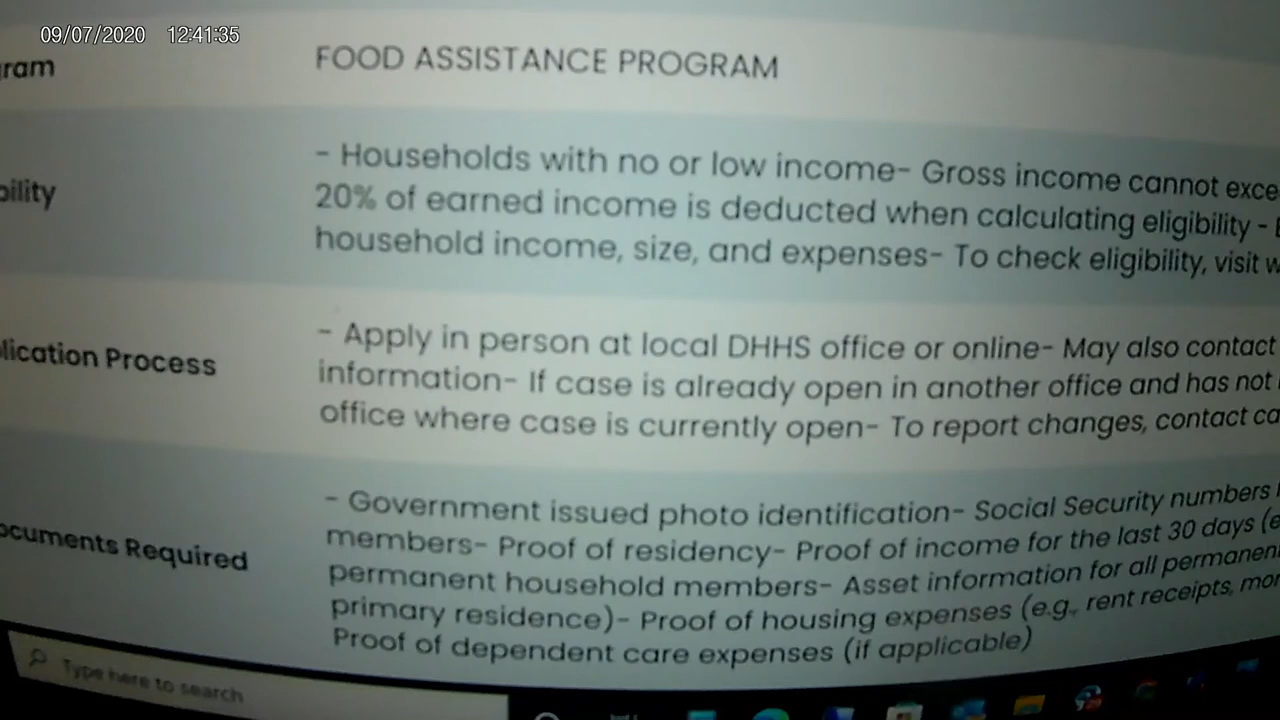 09/07/2020 12:41:35
gram FOOD ASSISTANCE PROGRAM
- Households with no or low income- Gross income cannot exce
bility 20% of earned income is deducted when calculating eligibility -
household income, size, and expenses- To check eligibility, visit w
- Apply in person at local DHHS office or online- May also contact
lication Process information- If case is already open in another office and has not
office where case is currently open- To report changes, contact ca
- Government issued photo identification- Social Security numbers
ocuments Required members- Proof of residency- Proof of income for the last 30 days (e
permanent household members- Asset information for all permanen
primary residence)- Proof of housing expenses (e.g., rent receipts, mor
Proof of dependent care expenses (if applicable)
Type here to search